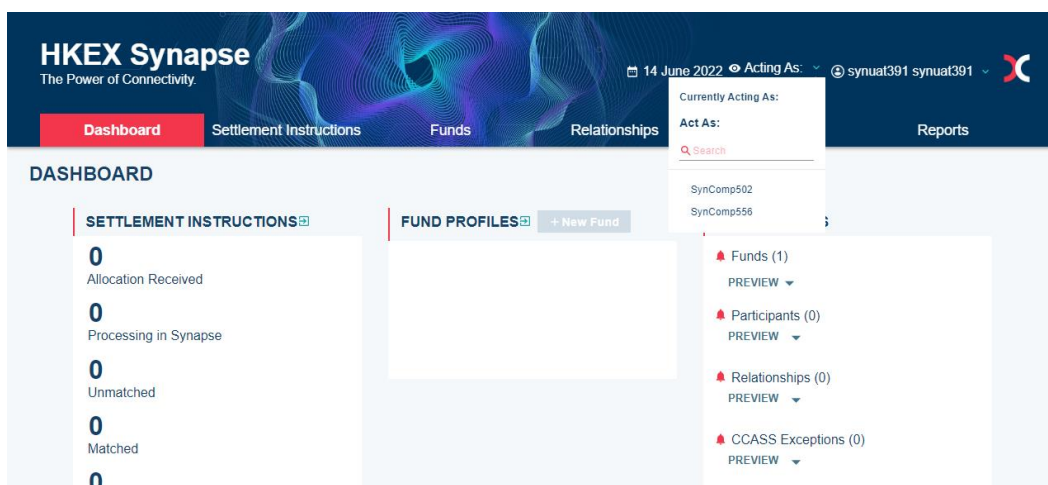 HKEX Synapse
The Power of Connectivity.
14 June 2022 Acting As: synuat391 synuat391
Currently Acting As:
Act As:
Search
SynComp502
SynComp556
Dashboard Settlement Instructions Funds Relationships Reports
DASHBOARD
SETTLEMENT INSTRUCTIONS
0
Allocation Received
0
Processing in Synapse
0
Unmatched
0
Matched
0
FUND PROFILES + New Fund
S
Funds (1)
PREVIEW
Participants (0)
PREVIEW
Relationships (0)
PREVIEW
CCASS Exceptions (0)
PREVIEW